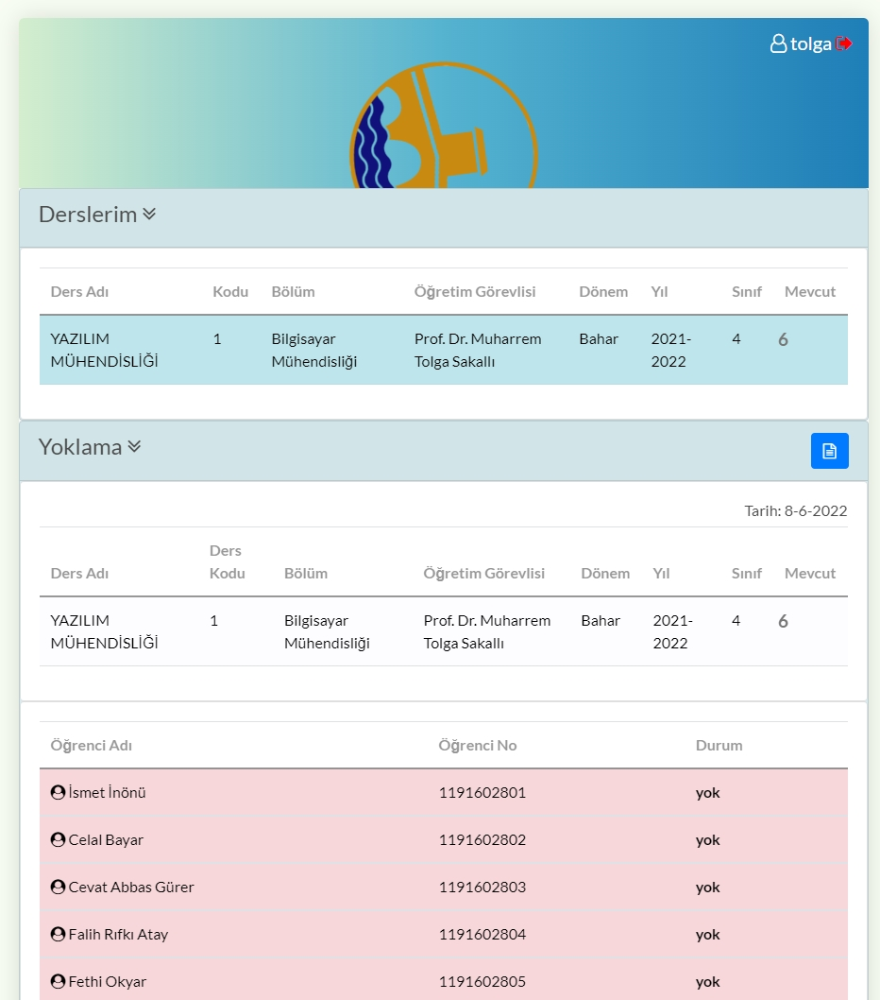 tolga
Derslerim
Ders Adı Kodu Bölüm Öğretim Görevlisi Dönem Yıl Sınıf Mevcut
YAZILIM MÜHENDİSLİĞİ 1 Bilgisayar Mühendisliği Prof. Dr. Muharrem Tolga Sakallı Bahar 2021-2022 4 6
Yoklama
Tarih: 8-6-2022
Ders Adı Ders Kodu Bölüm Öğretim Görevlisi Dönem Yıl Sınıf Mevcut
YAZILIM MÜHENDİSLİĞİ 1 Bilgisayar Mühendisliği Prof. Dr. Muharrem Tolga Sakallı Bahar 2021-2022 4 6
Öğrenci Adı Öğrenci No Durum
İsmet İnönü 1191602801 yok
Celal Bayar 1191602802 yok
Cevat Abbas Gürer 1191602803 yok
Falih Rıfkı Atay 1191602804 yok
Fethi Okyar 1191602805 yok